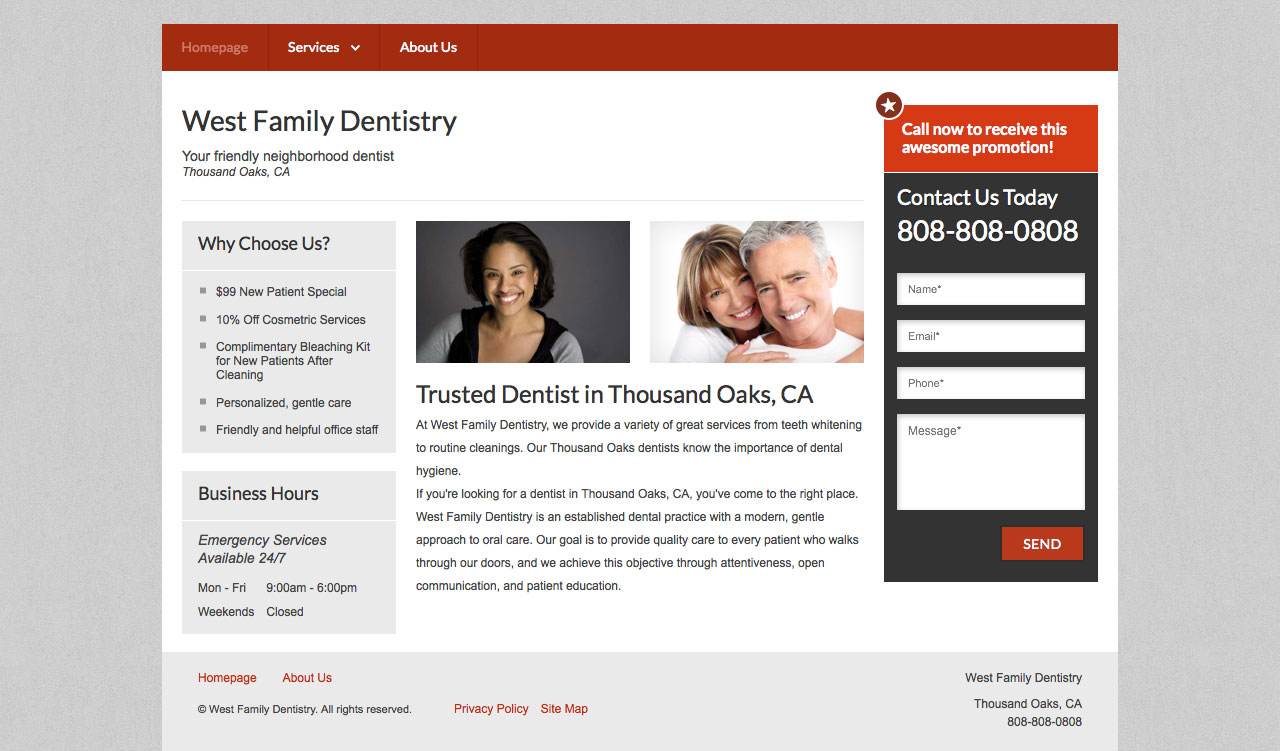 Homepage
Services
About Us
West Family Dentistry
Your friendly neighborhood dentist
Thousand Oaks, CA
Why Choose Us?
$99 New Patient Special
10% Off Cosmetric Services
Complimentary Bleaching Kit
for New Patients After
Cleaning
Personalized, gentle care
Friendly and helpful office staff
Business Hours
Emergency Services
Available 24/7
Mon - Fri 9:00am - 6:00pm
Weekends Closed
Trusted Dentist in Thousand Oaks, CA
At West Family Dentistry, we provide a variety of great services from teeth whitening
to routine cleanings. Our Thousand Oaks dentists know the importance of dental
hygiene.
If you're looking for a dentist in Thousand Oaks, CA, you've come to the right place.
West Family Dentistry is an established dental practice with a modern, gentle
approach to oral care. Our goal is to provide quality care to every patient who walks
through our doors, and we achieve this objective through attentiveness, open
communication, and patient education.
Call now to receive this
awesome promotion!
Contact Us Today
808-808-0808
Name*
Email*
Phone*
Message*
SEND
Homepage About Us
© West Family Dentistry. All rights reserved. Privacy Policy Site Map
West Family Dentistry
Thousand Oaks, CA
808-808-0808